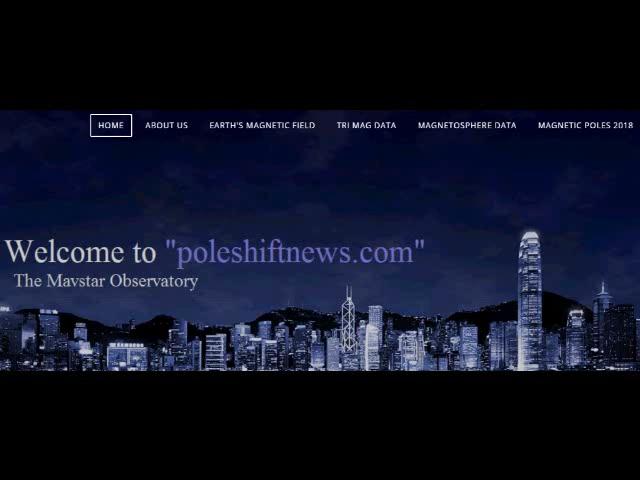 HOME ABOUT US EARTH'S MAGNETIC FIELD TRI MAG DATA MAGNETOSPHERE DATA MAGNETIC POLES 2018
Welcome to "poleshiftnews.com"
The Mavstar Observatory